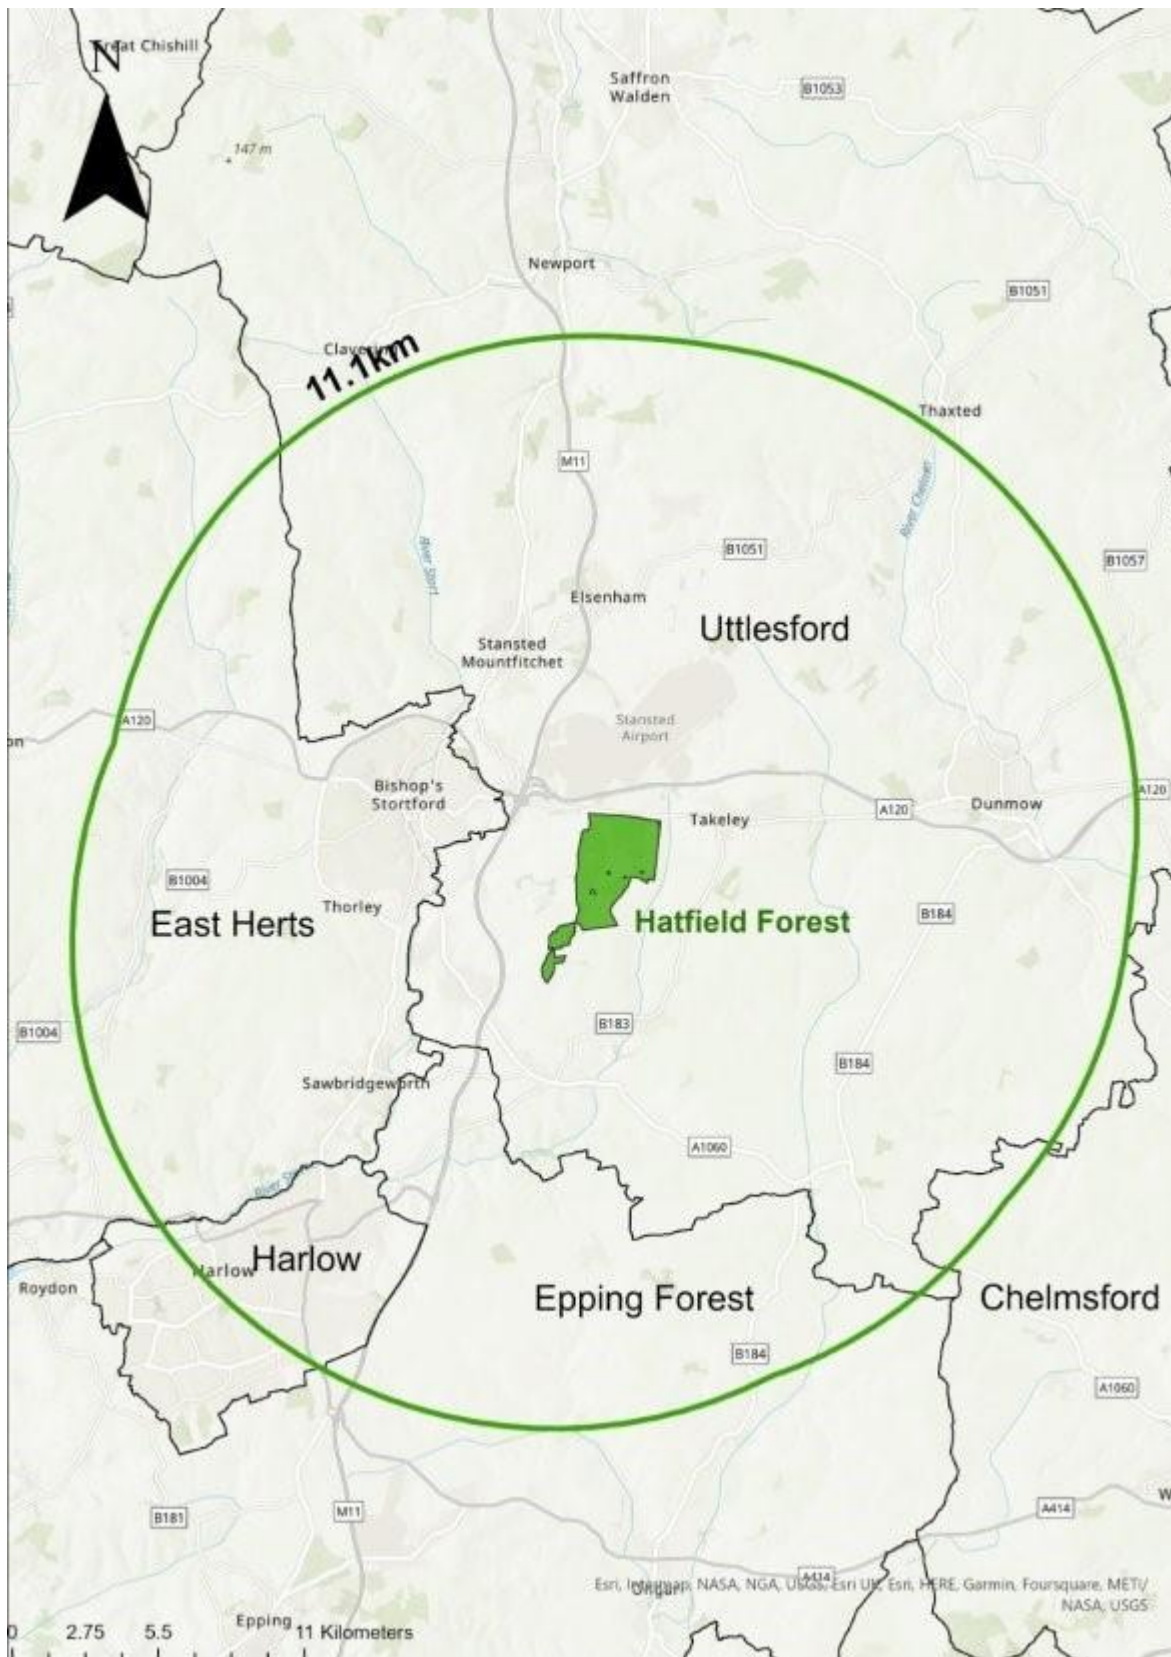 Great Chishill
N
147 m
Saffron
Walden
B1053
Newport
B1051
Clavering
11.1km
Thaxted
M11
River Chelmer
B1051
B1057
River Stort
Elsenham
Uttlesford
Stansted
Mountfitchet
A120
Stansted
Airport
on
Bishop's
Stortford
A120
Dunmow
A120
Takeley
B1004
Thorley
East Herts
Hatfield Forest
B184
B1004
B183
B184
Sawbridgeworth
A1060
River Stort
Harlow
Harlow
Roydon
Epping Forest
Chelmsford
B184
A1060
B181
M11
A414
W
A414
Ongar
Esri, Intermap, NASA, NGA, USGS, Esri UK, Esri, HERE, Garmin, Foursquare, METI/
NASA, USGS
Epping
0 2.75 5.5 11 Kilometers